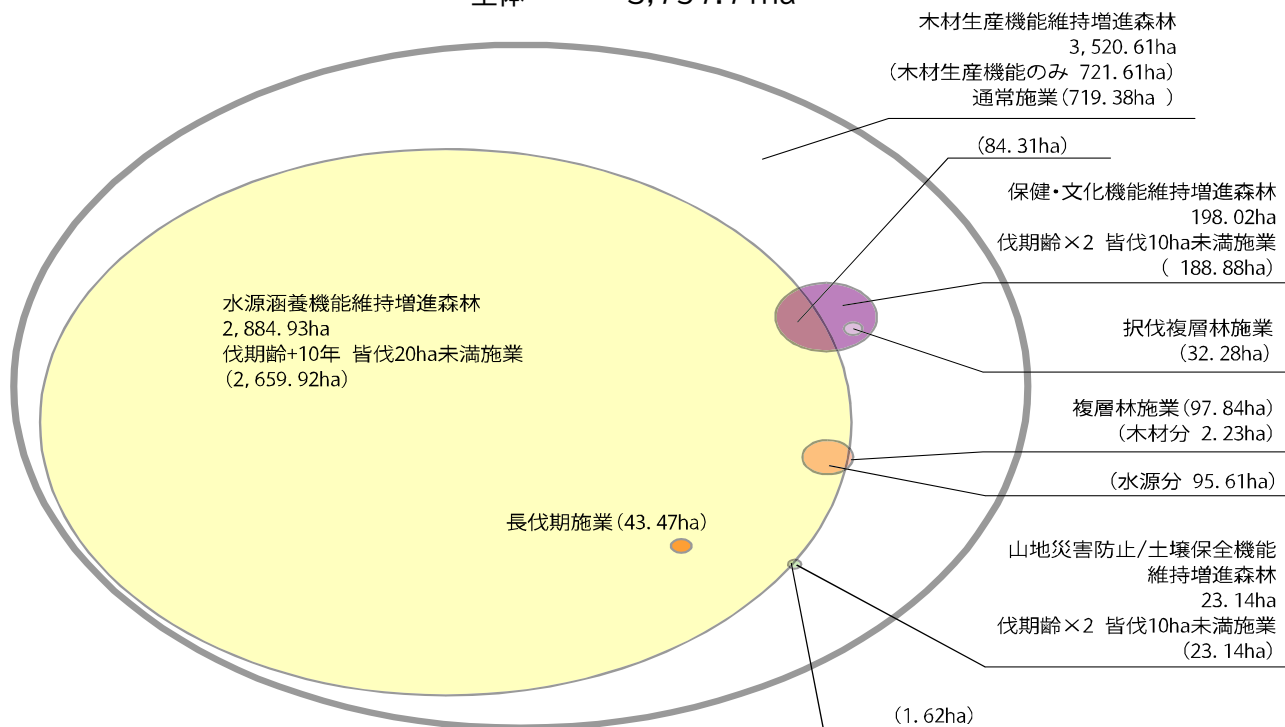 木材生産機能維持増進森林
3,520.61ha
(木材生産機能のみ 721.61ha)
通常施業(719.38ha )
(84.31ha)
保健・文化機能維持増進森林
198.02ha
伐期齢×2 皆伐10ha未満施業
( 188.88ha)
水源涵養機能維持増進森林
2,884.93ha
伐期齢+10年 皆伐20ha未満施業
(2,659.92ha)
択伐複層林施業
(32.28ha)
複層林施業(97.84ha)
(木材分 2.23ha)
(水源分 95.61ha)
長伐期施業(43.47ha)
山地災害防止/土壌保全機能
維持増進森林
23.14ha
伐期齢×2 皆伐10ha未満施業
(23.14ha)
(1.62ha)